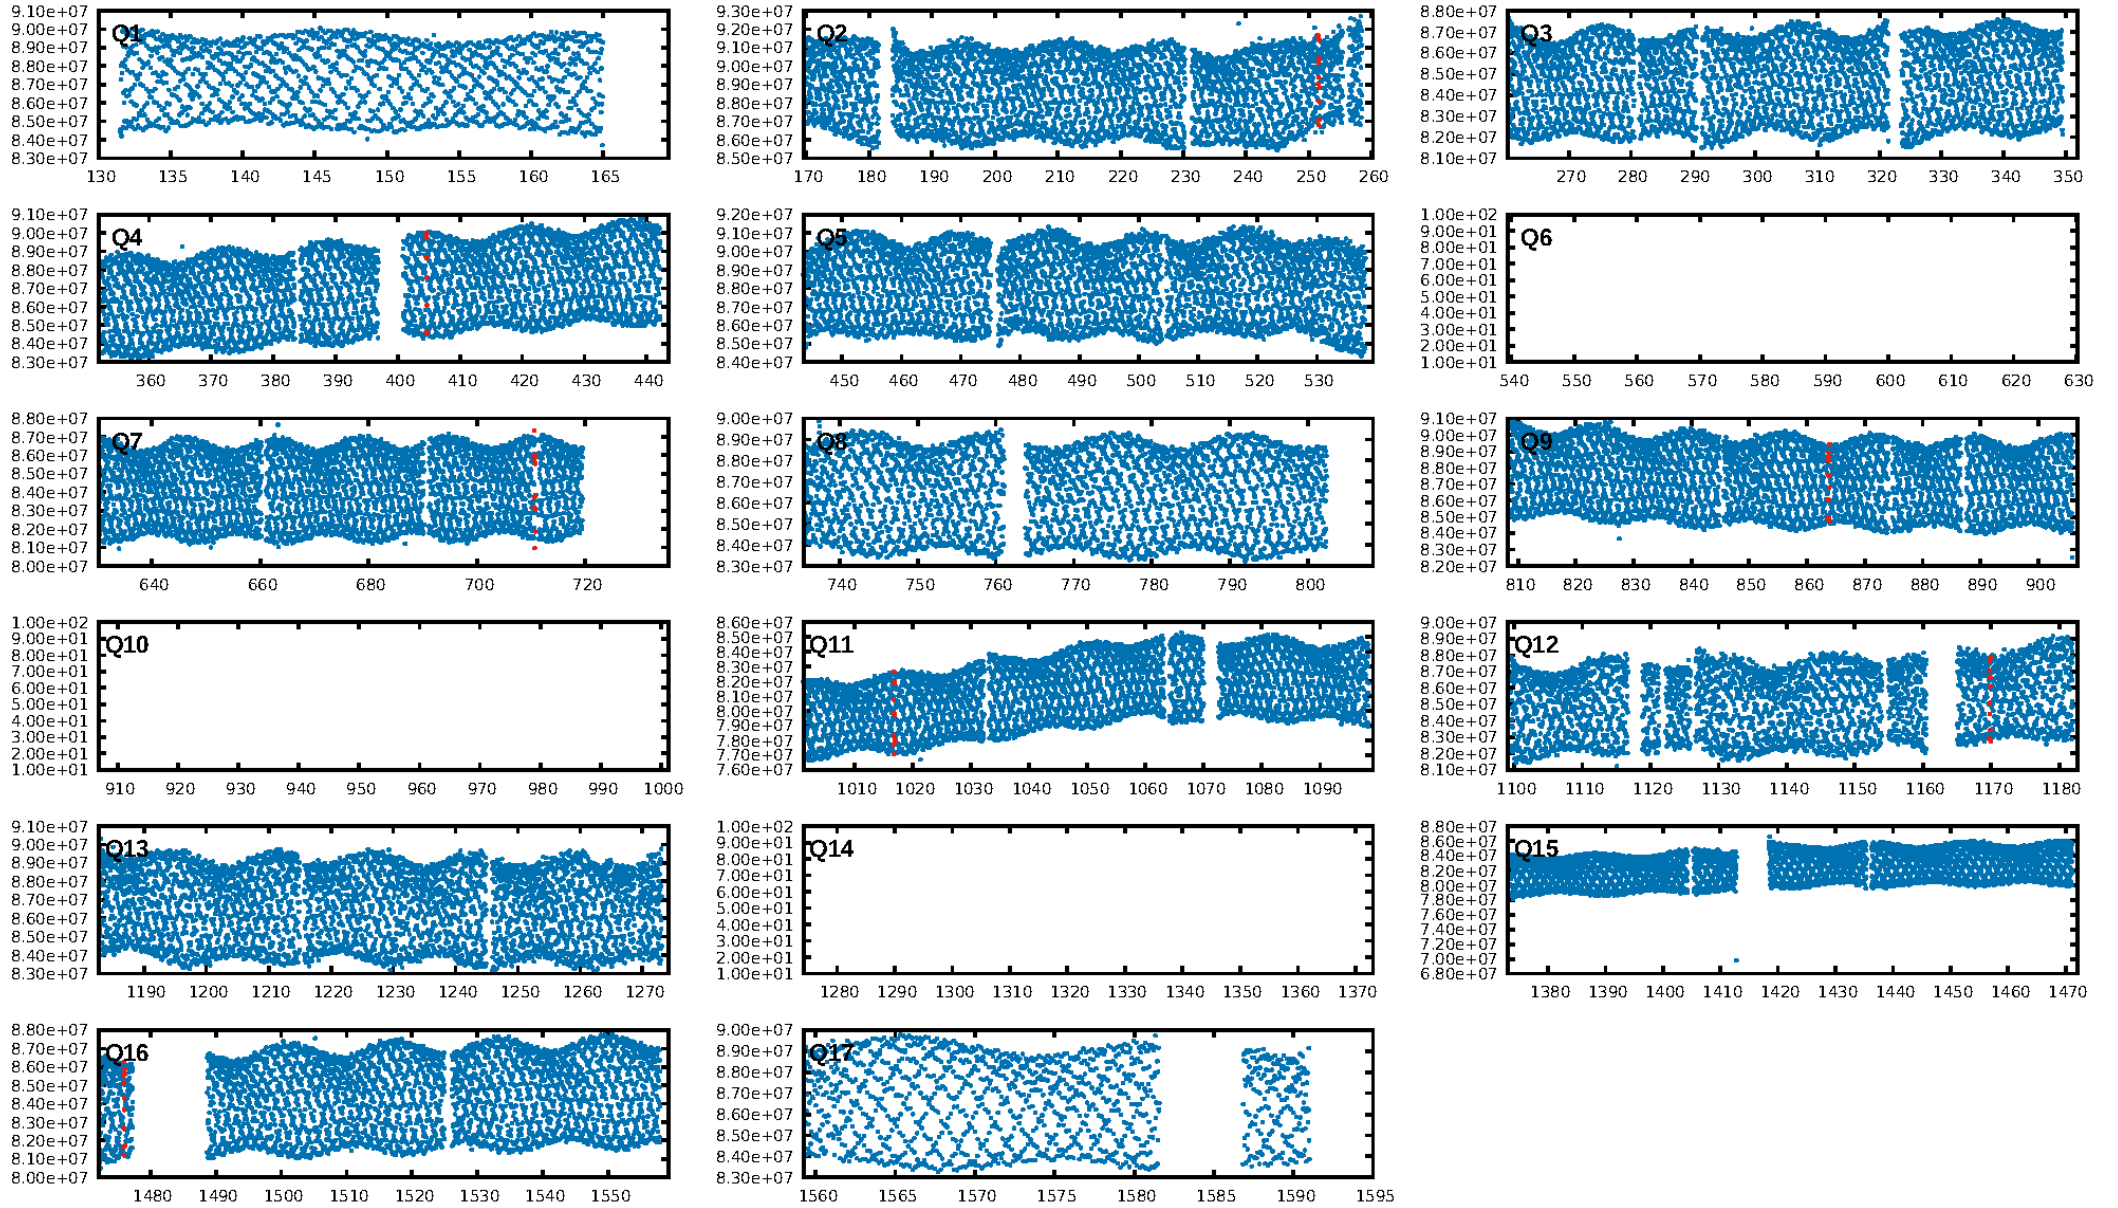 Q1
9.10e+07
9.00e+07
8.90e+07
8.80e+07
8.70e+07
8.60e+07
8.50e+07
8.40e+07
8.30e+07
130 135 140 145 150 155 160 165
Q2
9.30e+07
9.20e+07
9.10e+07
9.00e+07
8.90e+07
8.80e+07
8.70e+07
8.60e+07
8.50e+07
170 180 190 200 210 220 230 240 250 260
Q3
8.80e+07
8.70e+07
8.60e+07
8.50e+07
8.40e+07
8.30e+07
8.20e+07
8.10e+07
270 280 290 300 310 320 330 340 350
Q4
9.10e+07
9.00e+07
8.90e+07
8.80e+07
8.70e+07
8.60e+07
8.50e+07
8.40e+07
8.30e+07
360 370 380 390 400 410 420 430 440
Q5
9.20e+07
9.10e+07
9.00e+07
8.90e+07
8.80e+07
8.70e+07
8.60e+07
8.50e+07
8.40e+07
450 460 470 480 490 500 510 520 530
Q6
1.00e+02
9.00e+01
8.00e+01
7.00e+01
6.00e+01
5.00e+01
4.00e+01
3.00e+01
2.00e+01
1.00e+01
540 550 560 570 580 590 600 610 620 630
Q7
8.80e+07
8.70e+07
8.60e+07
8.50e+07
8.40e+07
8.30e+07
8.20e+07
8.10e+07
8.00e+07
640 660 680 700 720
Q8
9.00e+07
8.90e+07
8.80e+07
8.70e+07
8.60e+07
8.50e+07
8.40e+07
8.30e+07
740 750 760 770 780 790 800
Q9
9.10e+07
9.00e+07
8.90e+07
8.80e+07
8.70e+07
8.60e+07
8.50e+07
8.40e+07
8.30e+07
8.20e+07
810 820 830 840 850 860 870 880 890 900
Q10
1.00e+02
9.00e+01
8.00e+01
7.00e+01
6.00e+01
5.00e+01
4.00e+01
3.00e+01
2.00e+01
1.00e+01
910 920 930 940 950 960 970 980 990 1000
Q11
8.60e+07
8.50e+07
8.40e+07
8.30e+07
8.20e+07
8.10e+07
8.00e+07
7.90e+07
7.80e+07
7.70e+07
7.60e+07
1010 1020 1030 1040 1050 1060 1070 1080 1090
Q12
9.00e+07
8.90e+07
8.80e+07
8.70e+07
8.60e+07
8.50e+07
8.40e+07
8.30e+07
8.20e+07
8.10e+07
1100 1110 1120 1130 1140 1150 1160 1170 1180
Q13
9.10e+07
9.00e+07
8.90e+07
8.80e+07
8.70e+07
8.60e+07
8.50e+07
8.40e+07
8.30e+07
1190 1200 1210 1220 1230 1240 1250 1260 1270
Q14
1.00e+02
9.00e+01
8.00e+01
7.00e+01
6.00e+01
5.00e+01
4.00e+01
3.00e+01
2.00e+01
1.00e+01
1280 1290 1300 1310 1320 1330 1340 1350 1360 1370
Q15
8.80e+07
8.60e+07
8.40e+07
8.20e+07
8.00e+07
7.80e+07
7.60e+07
7.40e+07
7.20e+07
7.00e+07
6.80e+07
1380 1390 1400 1410 1420 1430 1440 1450 1460 1470
Q16
8.80e+07
8.70e+07
8.60e+07
8.50e+07
8.40e+07
8.30e+07
8.20e+07
8.10e+07
8.00e+07
1480 1490 1500 1510 1520 1530 1540 1550
Q17
9.00e+07
8.90e+07
8.80e+07
8.70e+07
8.60e+07
8.50e+07
8.40e+07
8.30e+07
1560 1565 1570 1575 1580 1585 1590 1595